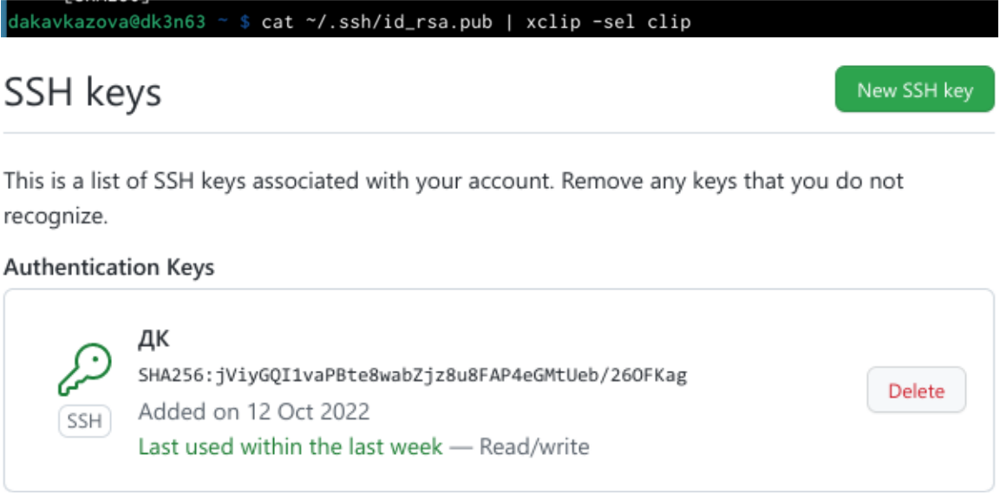 dakavkazova@dk3n63 ~ $ cat ~/.ssh/id_rsa.pub | xclip -sel clip
SSH keys
New SSH key
This is a list of SSH keys associated with your account. Remove any keys that you do not
recognize.
Authentication Keys
ДК
SHA256:jViyGQI1vaPBte8wabZjz8u8FAP4eGMtUeb/26OFKag
Added on 12 Oct 2022
Last used within the last week — Read/write
SSH
Delete